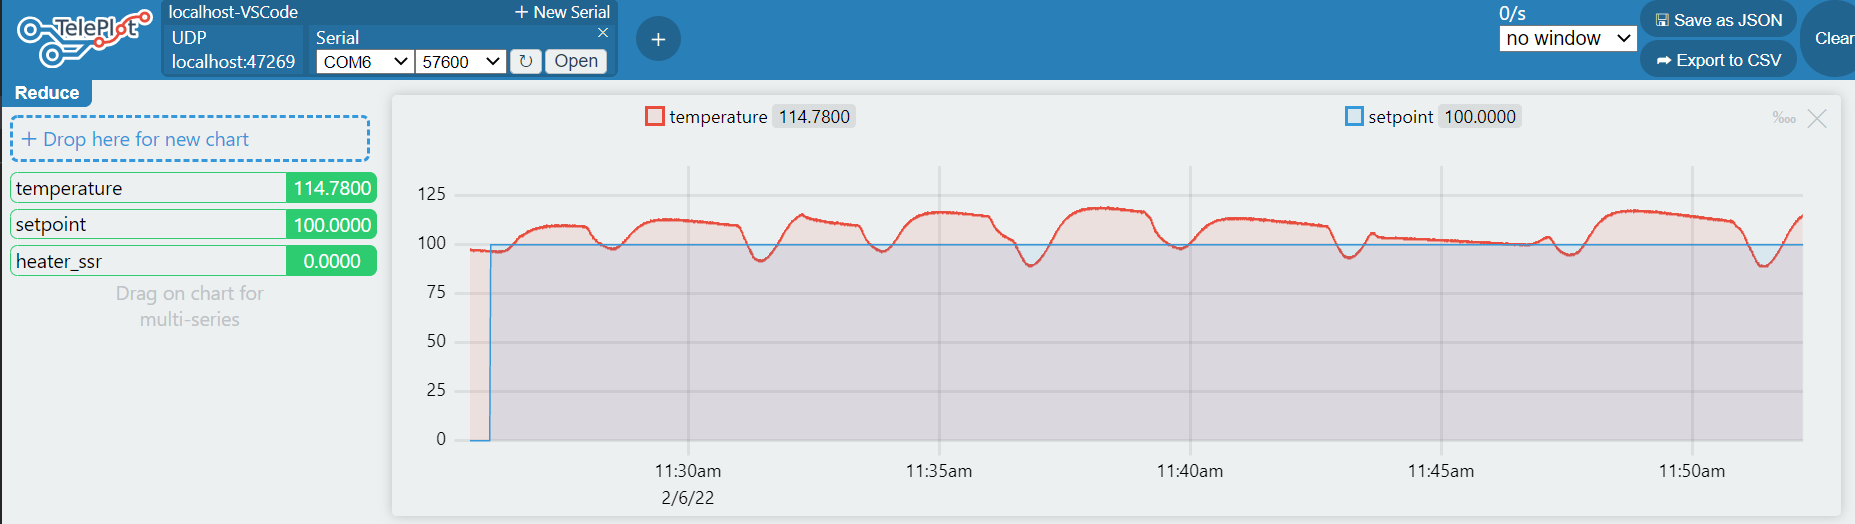 TelePlot
localhost-VSCode
+ New Serial
UDP
localhost:47269
Serial
×
COM6
57600
↻
Open
+
0/s
no window
Save as JSON
Export to CSV
Clear
Reduce
+ Drop here for new chart
temperature 114.7800
setpoint 100.0000
heater_ssr 0.0000
Drag on chart for
multi-series
temperature 114.7800
setpoint 100.0000
‱
125
100
75
50
25
0
11:30am
11:35am
11:40am
11:45am
11:50am
2/6/22